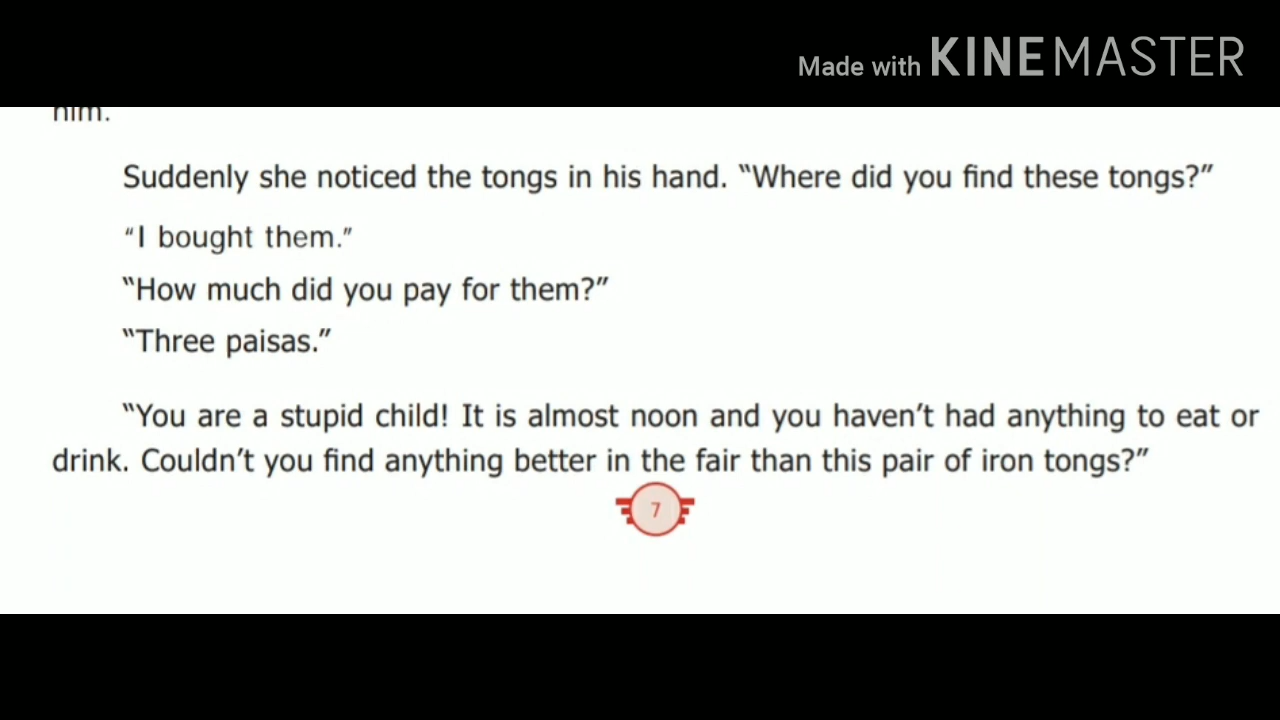 Made with KINEMASTER
him.
Suddenly she noticed the tongs in his hand. “Where did you find these tongs?”
“I bought them.”
“How much did you pay for them?”
“Three paisas.”
“You are a stupid child! It is almost noon and you haven’t had anything to eat or
drink. Couldn’t you find anything better in the fair than this pair of iron tongs?”
7